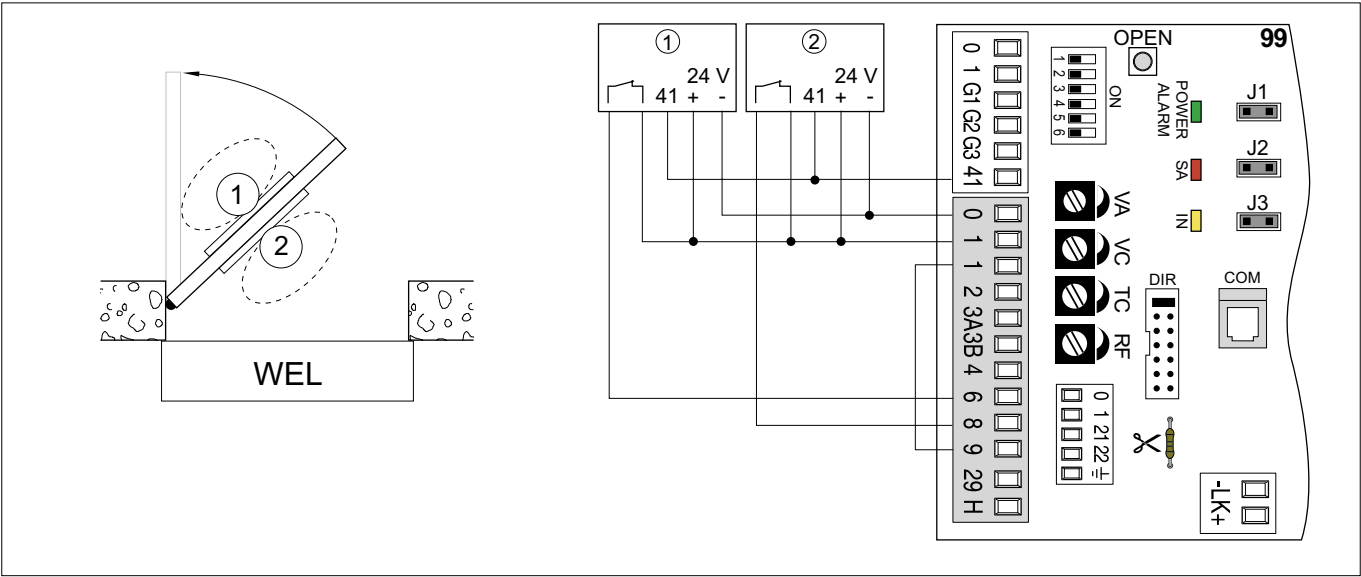 1
2
WEL
1
24 V
41 + -
2
24 V
41 + -
0
1
G1
G2
G3
41
0
1
1
2
3A
3B
4
6
8
9
29
H
1
2
3
4
5
6
ON
OPEN
99
POWER
ALARM
SA
IN
J1
J2
J3
VA
VC
TC
RF
DIR
COM
0
1
21
22
-LK+